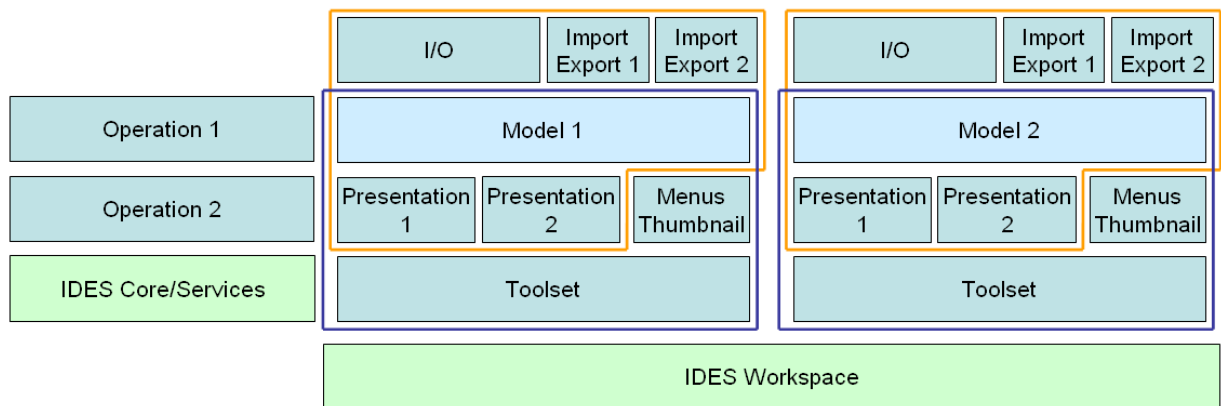 I/O
Import
Export 1
Import
Export 2
I/O
Import
Export 1
Import
Export 2
Operation 1
Model 1
Model 2
Operation 2
Presentation
1
Presentation
2
Menus
Thumbnail
Presentation
1
Presentation
2
Menus
Thumbnail
IDES Core/Services
Toolset
Toolset
IDES Workspace